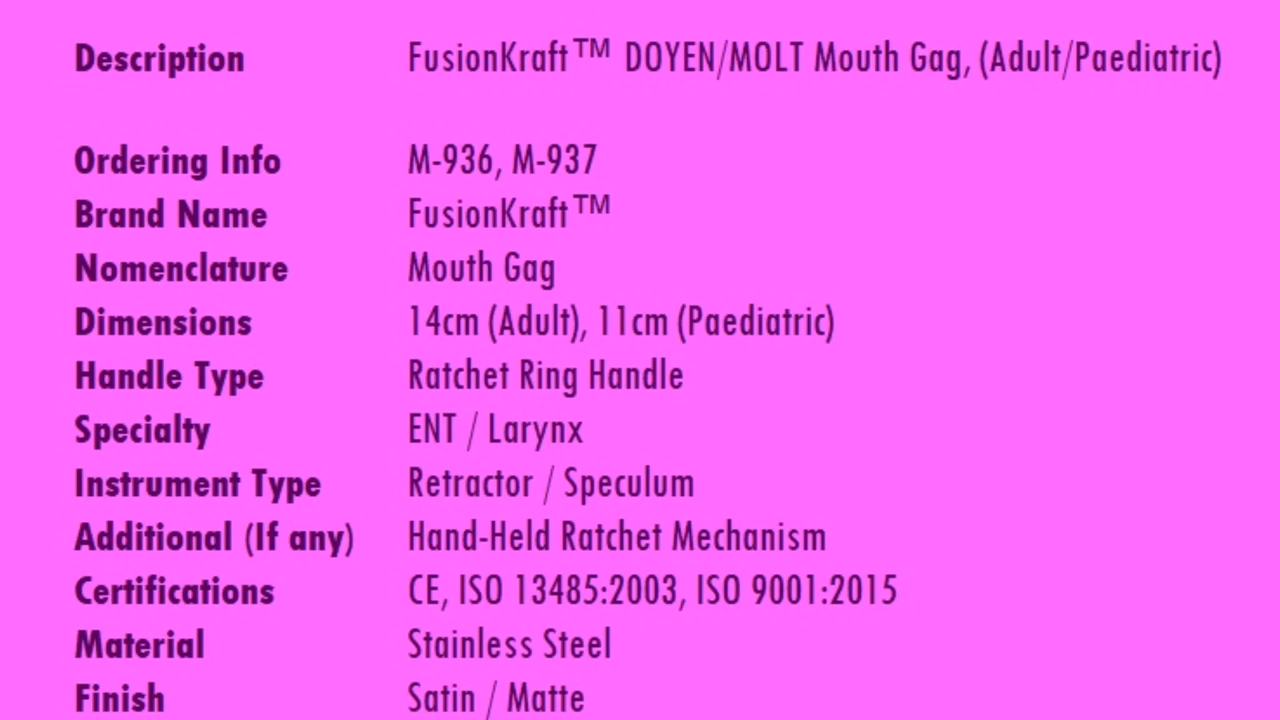 Description FusionKraft™ DOYEN/MOLT Mouth Gag, (Adult/Paediatric)
Ordering Info M-936, M-937
Brand Name FusionKraft™
Nomenclature Mouth Gag
Dimensions 14cm (Adult), 11cm (Paediatric)
Handle Type Ratchet Ring Handle
Specialty ENT / Larynx
Instrument Type Retractor / Speculum
Additional (If any) Hand-Held Ratchet Mechanism
Certifications CE, ISO 13485:2003, ISO 9001:2015
Material Stainless Steel
Finish Satin / Matte